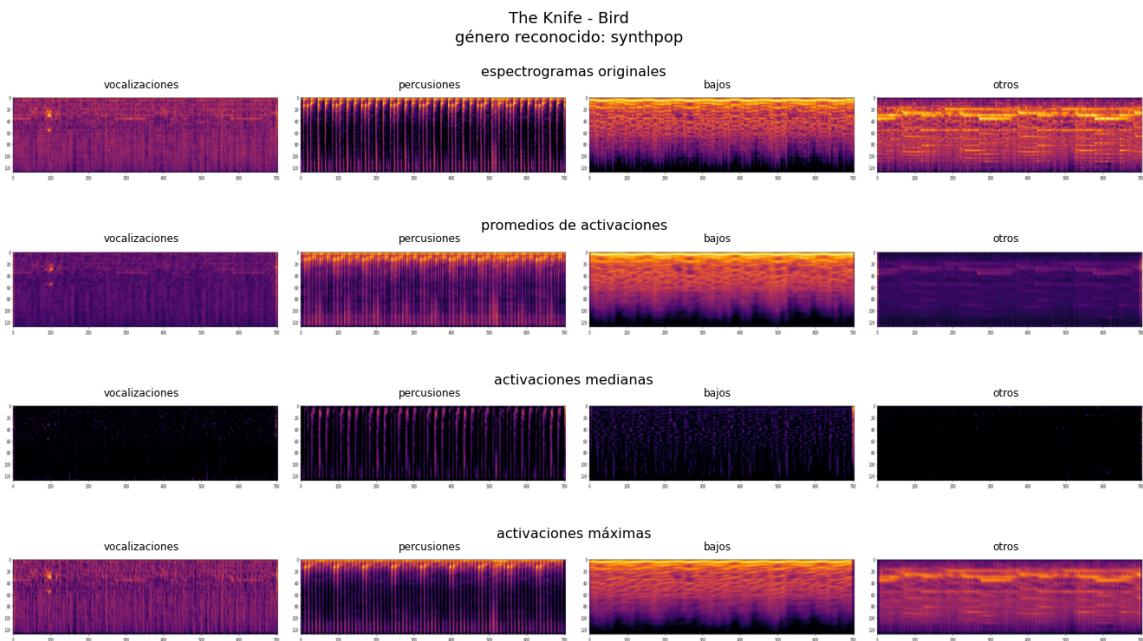 The Knife - Bird
género reconocido: synthpop
espectrogramas originales
vocalizaciones percusiones bajos otros
promedios de activaciones
vocalizaciones percusiones bajos otros
activaciones medianas
vocalizaciones percusiones bajos otros
activaciones máximas
vocalizaciones percusiones bajos otros